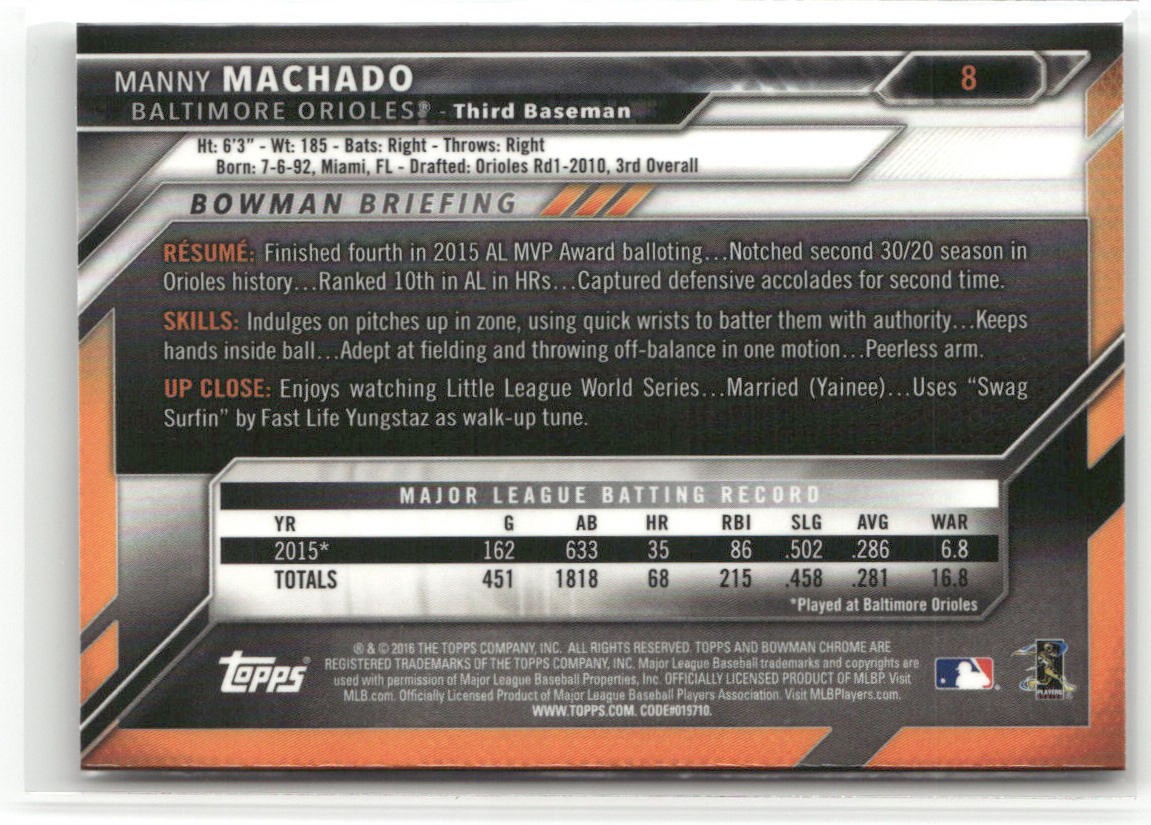 MANNY MACHADO
8
BALTIMORE ORIOLES® - Third Baseman
Ht: 6'3" - Wt: 185 - Bats: Right - Throws: Right
Born: 7-6-92, Miami, FL - Drafted: Orioles Rd1-2010, 3rd Overall
BOWMAN BRIEFING
RÉSUMÉ: Finished fourth in 2015 AL MVP Award balloting...Notched second 30/20 season in
Orioles history...Ranked 10th in AL in HRs...Captured defensive accolades for second time.
SKILLS: Indulges on pitches up in zone, using quick wrists to batter them with authority...Keeps
hands inside ball...Adept at fielding and throwing off-balance in one motion...Peerless arm.
UP CLOSE: Enjoys watching Little League World Series...Married (Yainee)...Uses “Swag
Surfin” by Fast Life Yungstaz as walk-up tune.
MAJOR LEAGUE BATTING RECORD
YR G AB HR RBI SLG AVG WAR
2015* 162 633 35 86 .502 .286 6.8
TOTALS 451 1818 68 215 .458 .281 16.8
*Played at Baltimore Orioles
Topps®
® & © 2016 THE TOPPS COMPANY, INC. ALL RIGHTS RESERVED. TOPPS AND BOWMAN CHROME ARE
REGISTERED TRADEMARKS OF THE TOPPS COMPANY, INC. Major League Baseball trademarks and copyrights are
used with permission of Major League Baseball Properties, Inc. OFFICIALLY LICENSED PRODUCT OF MLBP. Visit
MLB.com. Officially Licensed Product of Major League Baseball Players Association. Visit MLBPlayers.com.
WWW.TOPPS.COM. CODE#019710.
PLAYERS